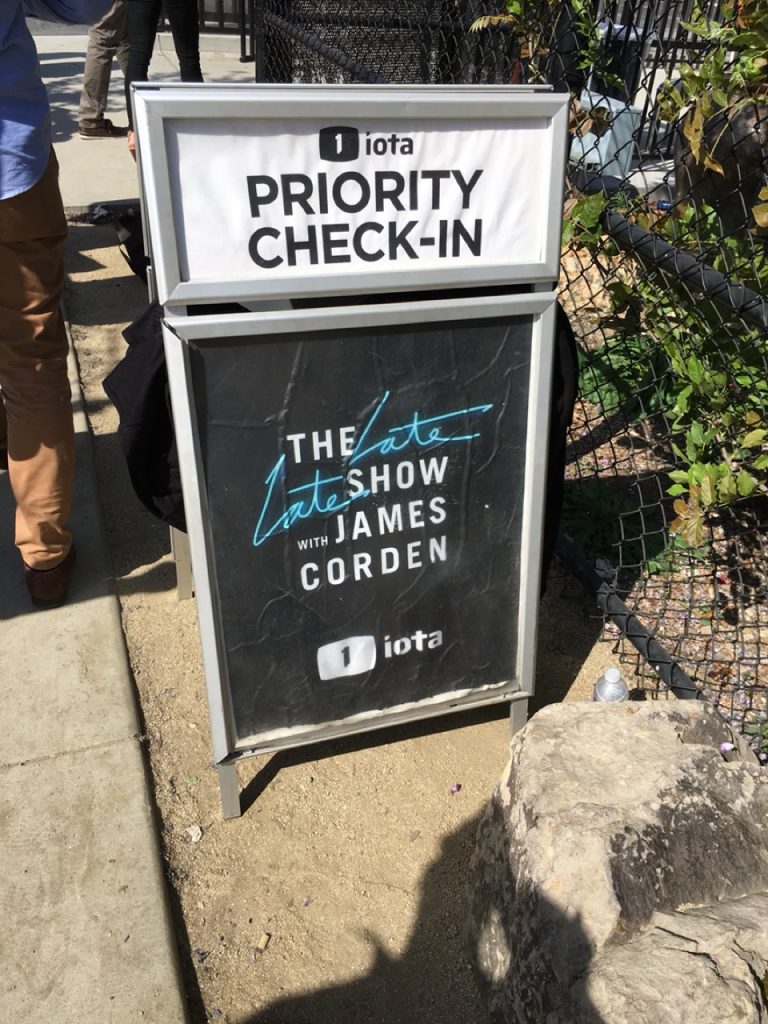 1 iota
PRIORITY
CHECK-IN
THE Late
Late SHOW
WITH JAMES
CORDEN
1 iota